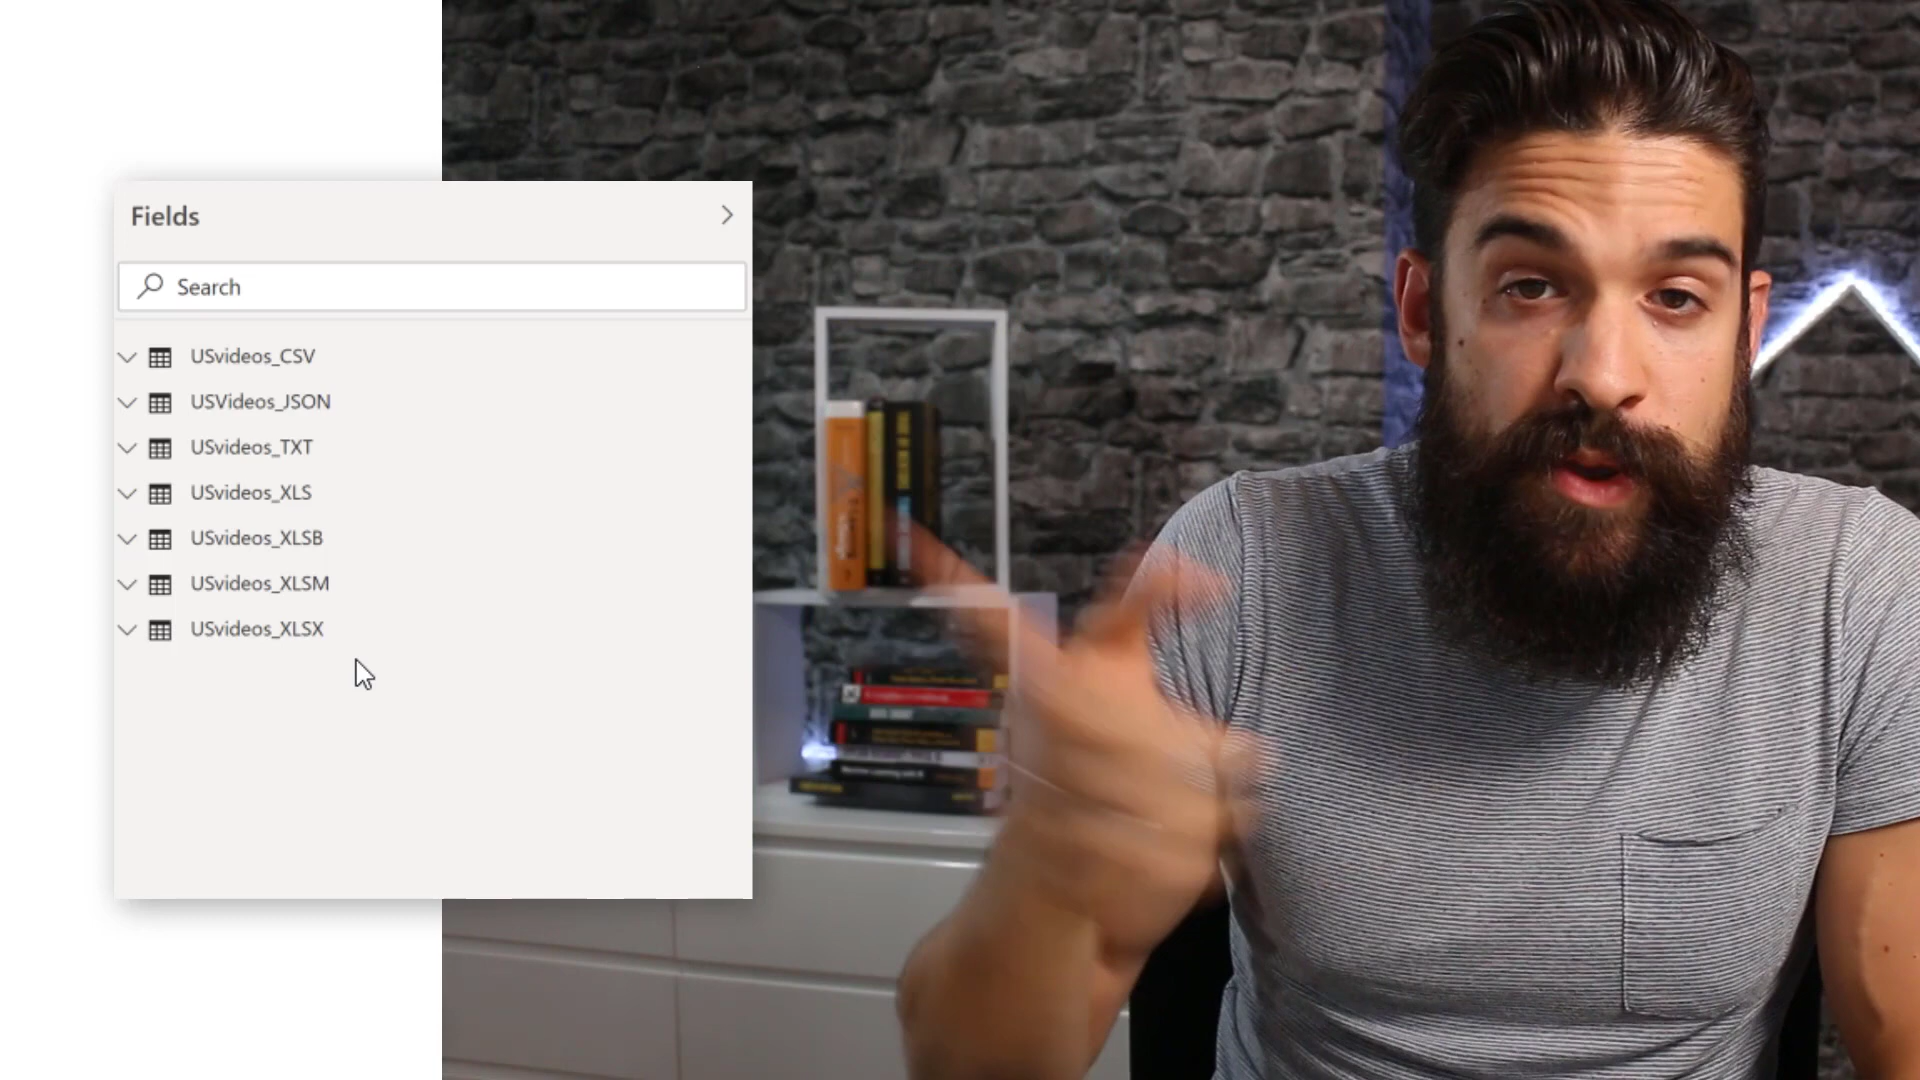 Fields
Search
USvideos_CSV
USVideos_JSON
USvideos_TXT
USvideos_XLS
USvideos_XLSB
USvideos_XLSM
USvideos_XLSX